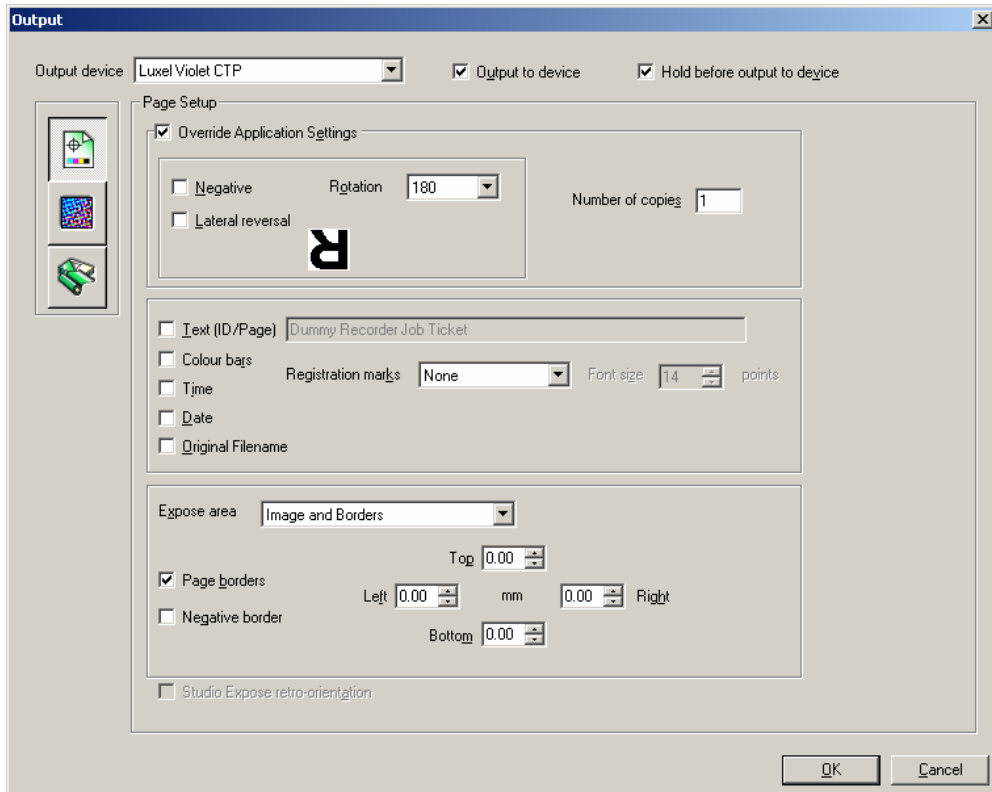 Output
Output device Luxel Violet CTP Output to device Hold before output to device
Page Setup
Override Application Settings
Negative Rotation 180
Number of copies 1
Lateral reversal
R
Text (ID/Page) Dummy Recorder Job Ticket
Colour bars
Registration marks None Font size 14 points
Time
Date
Original Filename
Expose area Image and Borders
Top 0.00
Page borders
Left 0.00 mm 0.00 Right
Negative border
Bottom 0.00
Studio Expose retro-orientation
OK Cancel